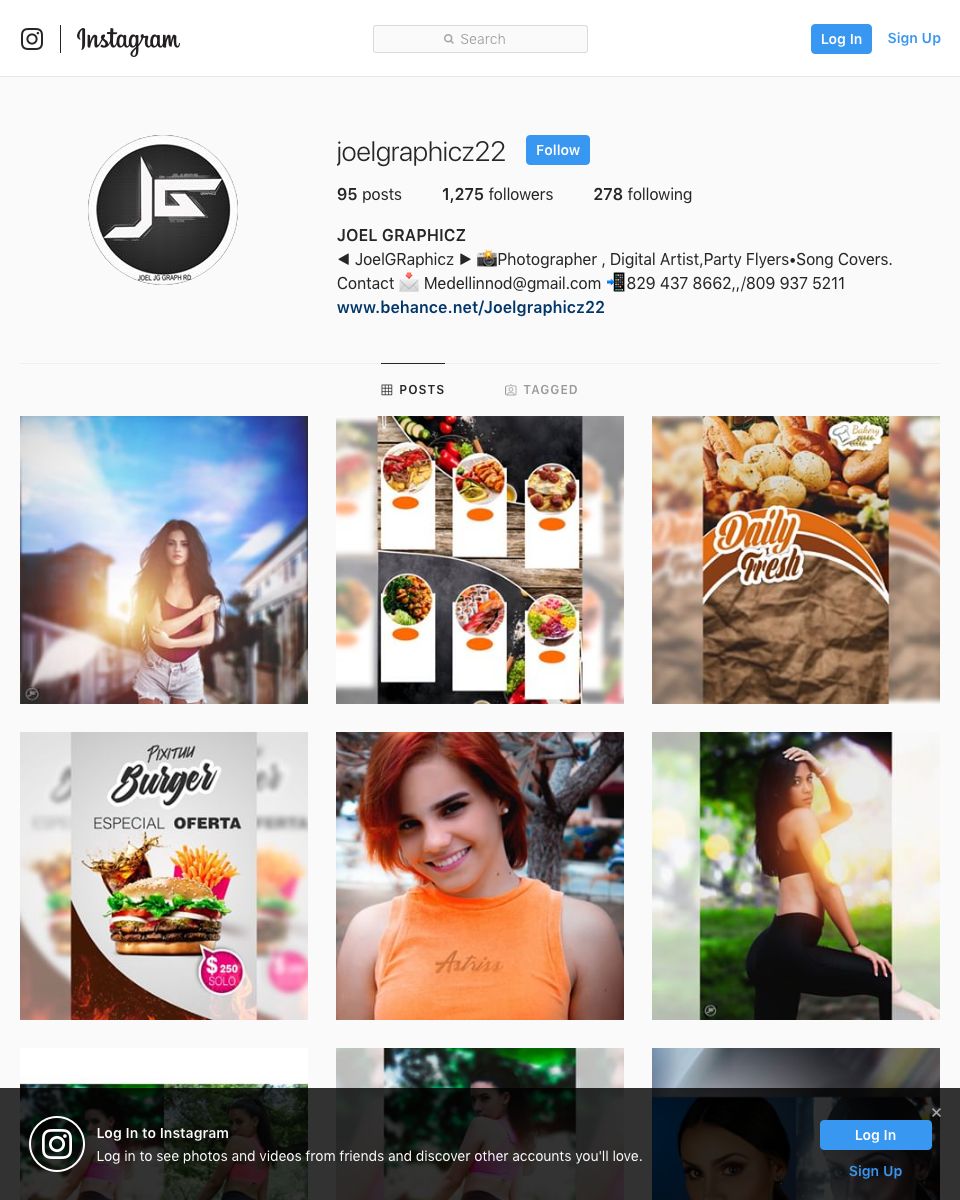 Instagram
Search
Log In
Sign Up
joelgraphicz22
Follow
95 posts
1,275 followers
278 following
JOEL JG GRAPH RD
JOEL GRAPHICZ
◀ JoelGRaphicz ▶ 📸Photographer , Digital Artist,Party Flyers•Song Covers.
Contact 📩 Medellinnod@gmail.com 📲829 437 8662,,/809 937 5211
www.behance.net/Joelgraphicz22
POSTS
TAGGED
Bakery
Daily
Fresh
PIXITUU
Burger
ESPECIAL OFERTA
$ 250
SOLO
Artriss
Log In to Instagram
Log in to see photos and videos from friends and discover other accounts you'll love.
Log In
Sign Up